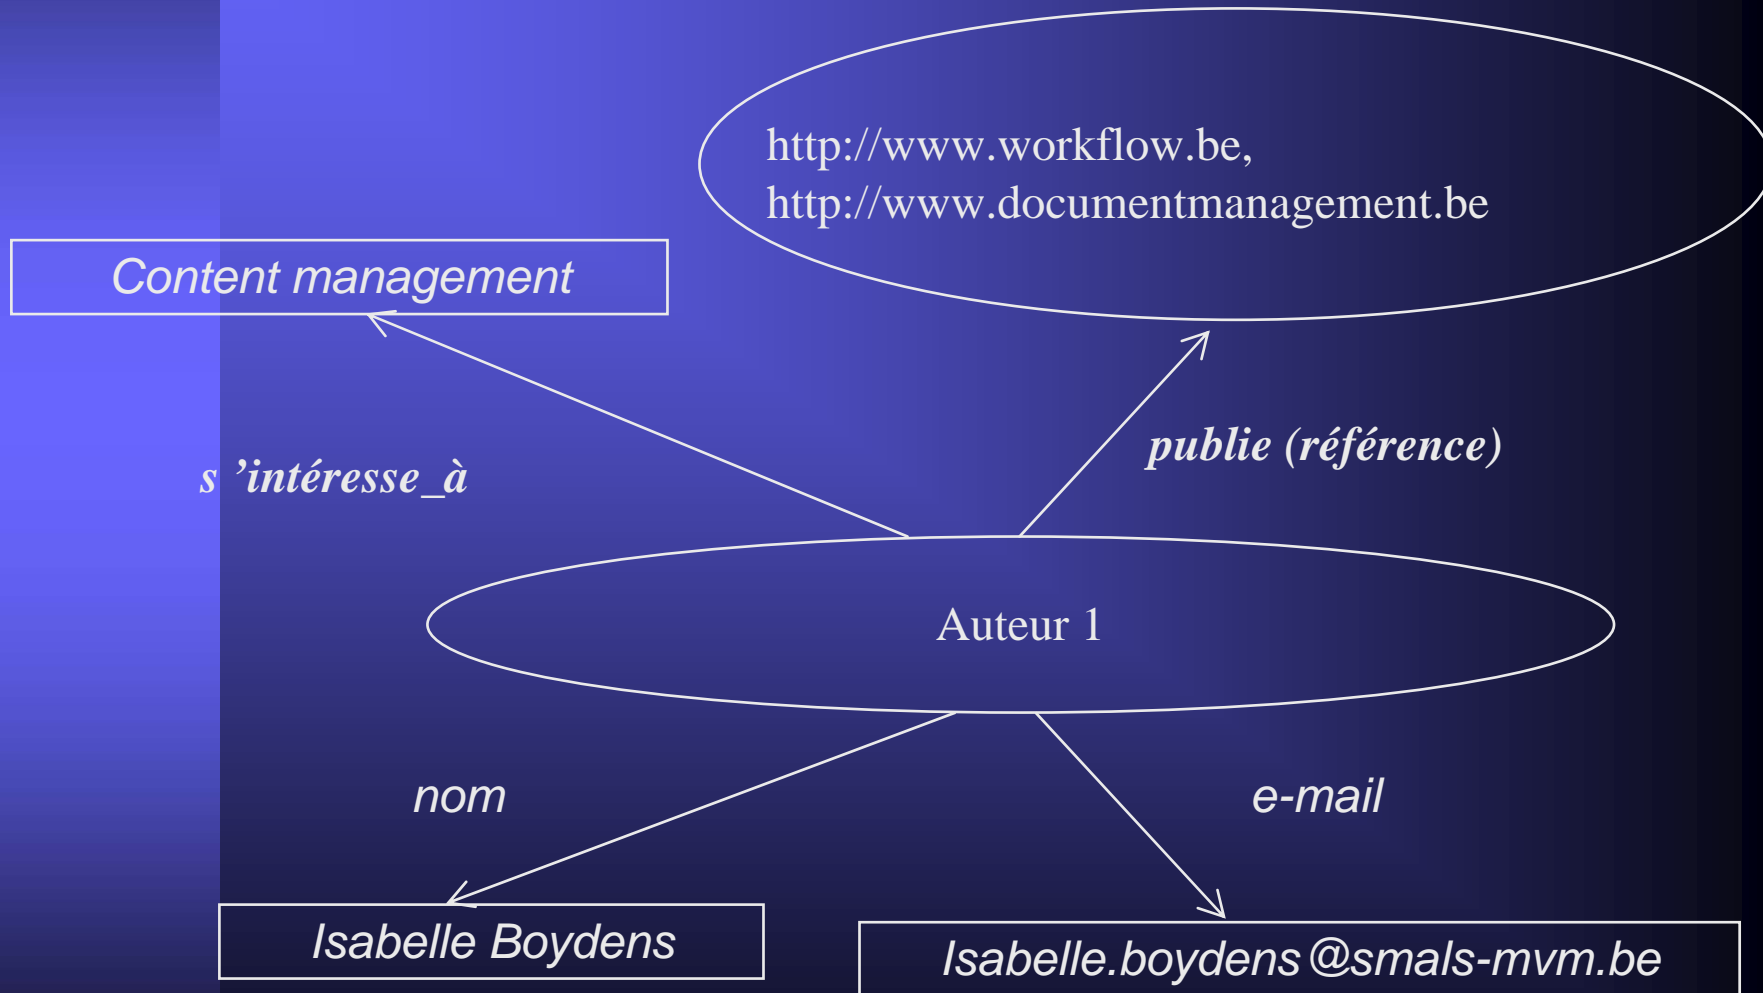 http://www.workflow.be,
http://www.documentmanagement.be
Content management
publie (référence)
s ’intéresse_à
Auteur 1
nom
e-mail
Isabelle Boydens
Isabelle.boydens@smals-mvm.be